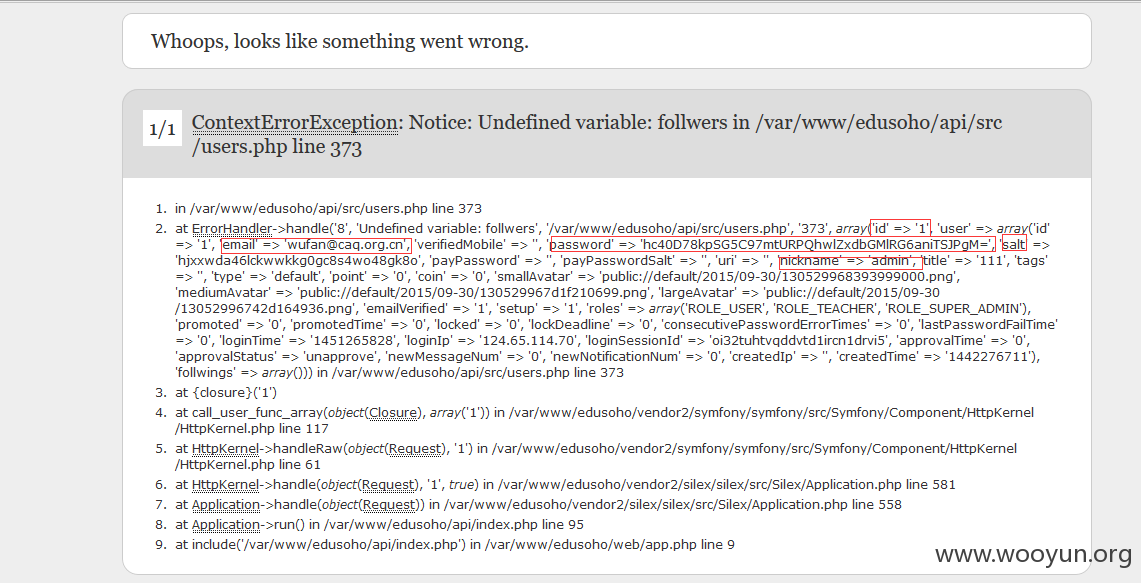 Whoops, looks like something went wrong.
1/1
ContextErrorException: Notice: Undefined variable: follwers in /var/www/edusoho/api/src
/users.php line 373
1. in /var/www/edusoho/api/src/users.php line 373
2. at ErrorHandler->handle('8', 'Undefined variable: follwers', '/var/www/edusoho/api/src/users.php', '373', array('id' => '1', 'user' => array('id'
=> '1', 'email' => 'wufan@caq.org.cn', 'verifiedMobile' => '', 'password' => 'hc40D78kpSG5C97mtURPQhwlZxdbGMlRG6aniTSJPgM=', 'salt' =>
'hjxxwda46lckwwkkg0gc8s4wo48gk8o', 'payPassword' => '', 'payPasswordSalt' => '', 'uri' => '', 'nickname' => 'admin', 'title' => '111', 'tags'
=> '', 'type' => 'default', 'point' => '0', 'coin' => '0', 'smallAvatar' => 'public://default/2015/09-30/130529968393999000.png',
'mediumAvatar' => 'public://default/2015/09-30/130529967d1f210699.png', 'largeAvatar' => 'public://default/2015/09-30
/13052996742d164936.png', 'emailVerified' => '1', 'setup' => '1', 'roles' => array('ROLE_USER', 'ROLE_TEACHER', 'ROLE_SUPER_ADMIN'),
'promoted' => '0', 'promotedTime' => '0', 'locked' => '0', 'lockDeadline' => '0', 'consecutivePasswordErrorTimes' => '0', 'lastPasswordFailTime'
=> '0', 'loginTime' => '1451265828', 'loginIp' => '124.65.114.70', 'loginSessionId' => 'oi32tuhtvqddvtd1ircn1drvi5', 'approvalTime' => '0',
'approvalStatus' => 'unapprove', 'newMessageNum' => '0', 'newNotificationNum' => '0', 'createdIp' => '', 'createdTime' => '1442276711'),
'follwings' => array())) in /var/www/edusoho/api/src/users.php line 373
3. at {closure}('1')
4. at call_user_func_array(object(Closure), array('1')) in /var/www/edusoho/vendor2/symfony/symfony/src/Symfony/Component/HttpKernel
/HttpKernel.php line 117
5. at HttpKernel->handleRaw(object(Request), '1') in /var/www/edusoho/vendor2/symfony/symfony/src/Symfony/Component/HttpKernel
/HttpKernel.php line 61
6. at HttpKernel->handle(object(Request), '1', true) in /var/www/edusoho/vendor2/silex/silex/src/Silex/Application.php line 581
7. at Application->handle(object(Request)) in /var/www/edusoho/vendor2/silex/silex/src/Silex/Application.php line 558
8. at Application->run() in /var/www/edusoho/api/index.php line 95
9. at include('/var/www/edusoho/api/index.php') in /var/www/edusoho/web/app.php line 9
www.wooyun.org